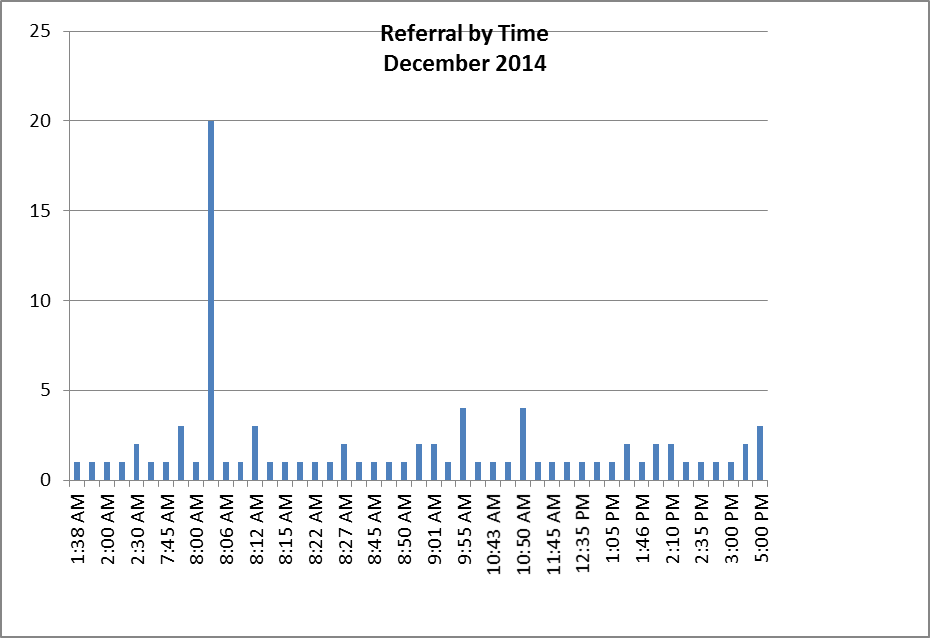 Referral by Time
December 2014
25
20
15
10
5
0
1:38 AM
2:00 AM
2:30 AM
7:45 AM
8:00 AM
8:06 AM
8:12 AM
8:15 AM
8:22 AM
8:27 AM
8:45 AM
8:50 AM
9:01 AM
9:55 AM
10:43 AM
10:50 AM
11:45 AM
12:35 PM
1:05 PM
1:46 PM
2:10 PM
2:35 PM
3:00 PM
5:00 PM